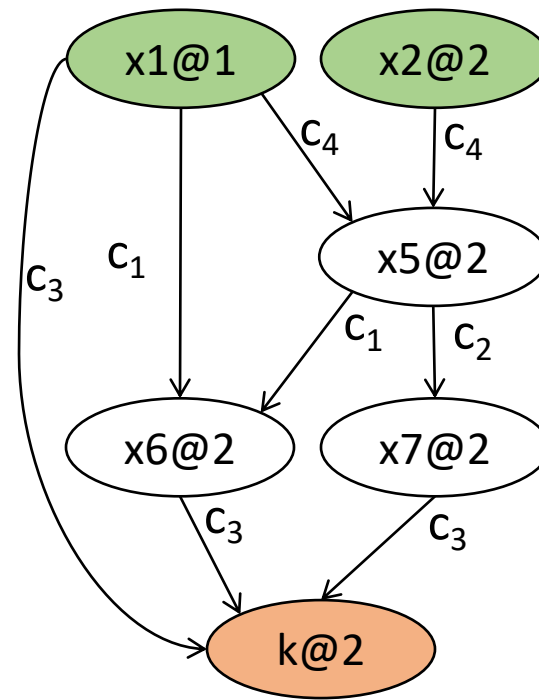 x1@1 x2@2
c₄ c₄
x5@2
c₃ c₁
c₁ c₂
x6@2 x7@2
c₃ c₃
k@2